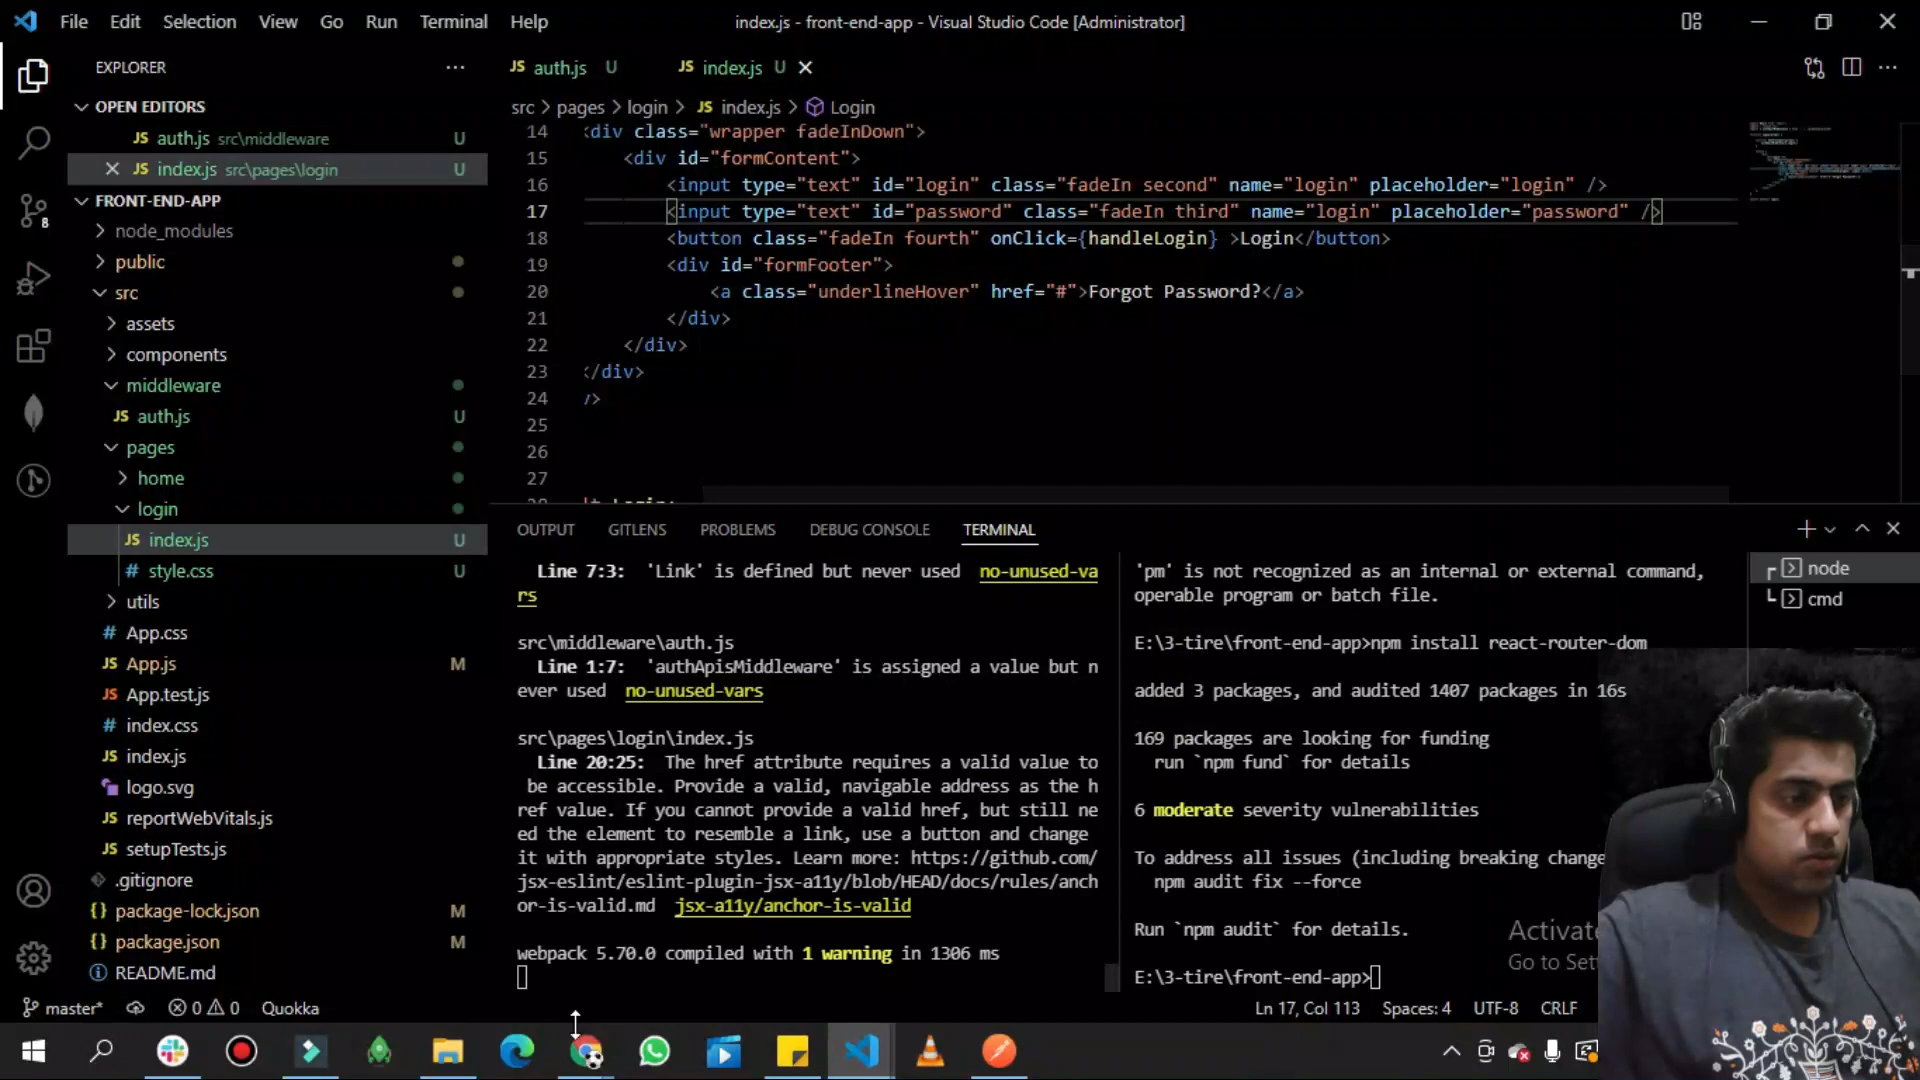 File Edit Selection View Go Run Terminal Help
index.js - front-end-app - Visual Studio Code [Administrator]
EXPLORER
OPEN EDITORS
JS auth.js src\middleware U
JS index.js src\pages\login U
FRONT-END-APP
node_modules
public
src
assets
components
middleware
JS auth.js U
pages
home
login
JS index.js U
# style.css U
utils
# App.css
JS App.js M
JS App.test.js
# index.css
JS index.js
logo.svg
JS reportWebVitals.js
JS setupTests.js
.gitignore
{} package-lock.json M
{} package.json M
README.md
JS auth.js U
JS index.js U
src > pages > login > JS index.js > Login
14 <div class="wrapper fadeInDown">
15 <div id="formContent">
16 <input type="text" id="login" class="fadeIn second" name="login" placeholder="login" />
17 <input type="text" id="password" class="fadeIn third" name="login" placeholder="password" />
18 <button class="fadeIn fourth" onClick={handleLogin} >Login</button>
19 <div id="formFooter">
20 <a class="underlineHover" href="#">Forgot Password?</a>
21 </div>
22 </div>
23 </div>
24 />
25
26
27
OUTPUT GITLENS PROBLEMS DEBUG CONSOLE TERMINAL
Line 7:3: 'Link' is defined but never used no-unused-va
rs
src\middleware\auth.js
Line 1:7: 'authApisMiddleware' is assigned a value but n
ever used no-unused-vars
src\pages\login\index.js
Line 20:25: The href attribute requires a valid value to
be accessible. Provide a valid, navigable address as the h
ref value. If you cannot provide a valid href, but still ne
ed the element to resemble a link, use a button and change
it with appropriate styles. Learn more: https://github.com/
jsx-eslint/eslint-plugin-jsx-a11y/blob/HEAD/docs/rules/anch
or-is-valid.md jsx-a11y/anchor-is-valid
webpack 5.70.0 compiled with 1 warning in 1306 ms
'pm' is not recognized as an internal or external command,
operable program or batch file.
E:\3-tire\front-end-app>npm install react-router-dom
added 3 packages, and audited 1407 packages in 16s
169 packages are looking for funding
run `npm fund` for details
6 moderate severity vulnerabilities
To address all issues (including breaking change
npm audit fix --force
Run `npm audit` for details.
E:\3-tire\front-end-app>
node
cmd
Activat
Go to Set
8
master* 0 0 Quokka
Ln 17, Col 113 Spaces: 4 UTF-8 CRLF